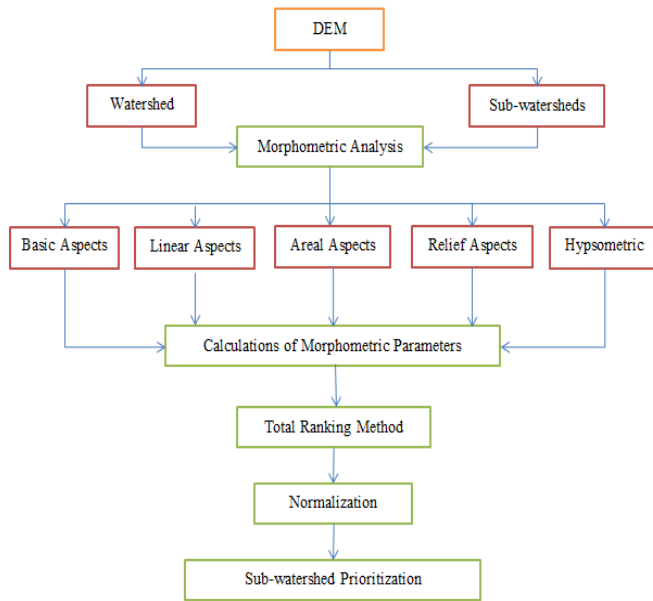 DEM
Watershed
Sub-watersheds
Morphometric Analysis
Basic Aspects
Linear Aspects
Areal Aspects
Relief Aspects
Hypsometric
Calculations of Morphometric Parameters
Total Ranking Method
Normalization
Sub-watershed Prioritization